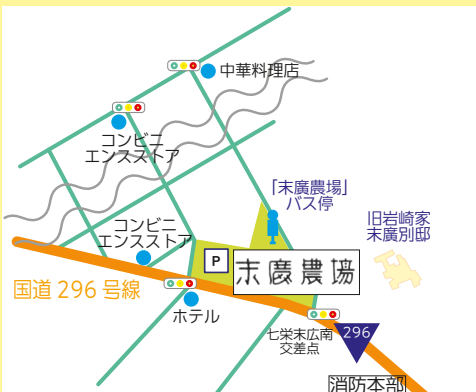 中華料理店
コンビニ
エンスストア
「末廣農場」
バス停
旧岩崎家
末廣別邸
コンビニ
エンスストア
P
末廣農場
国道 296 号線
ホテル
七栄末広南
交差点
296
消防本部